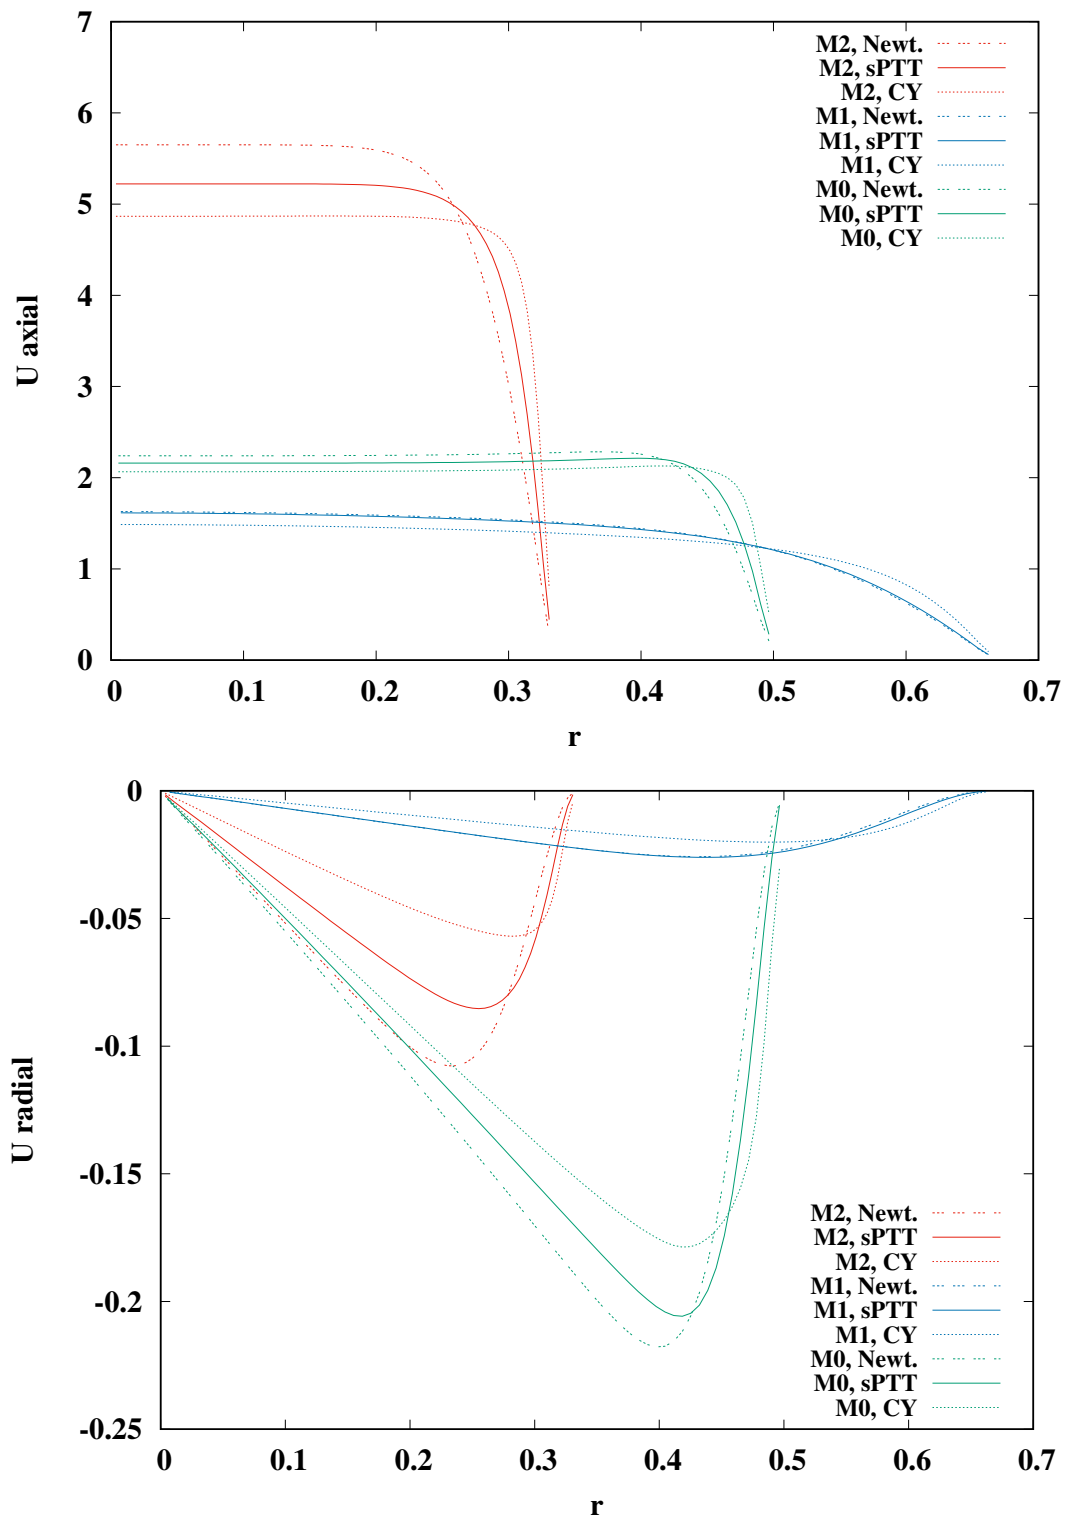 7
6
5
4
3
2
1
0
U axial
M2, Newt.
M2, sPTT
M2, CY
M1, Newt.
M1, sPTT
M1, CY
M0, Newt.
M0, sPTT
M0, CY
0 0.1 0.2 0.3 0.4 0.5 0.6 0.7
r
0
-0.05
-0.1
-0.15
-0.2
-0.25
U radial
M2, Newt.
M2, sPTT
M2, CY
M1, Newt.
M1, sPTT
M1, CY
M0, Newt.
M0, sPTT
M0, CY
0 0.1 0.2 0.3 0.4 0.5 0.6 0.7
r